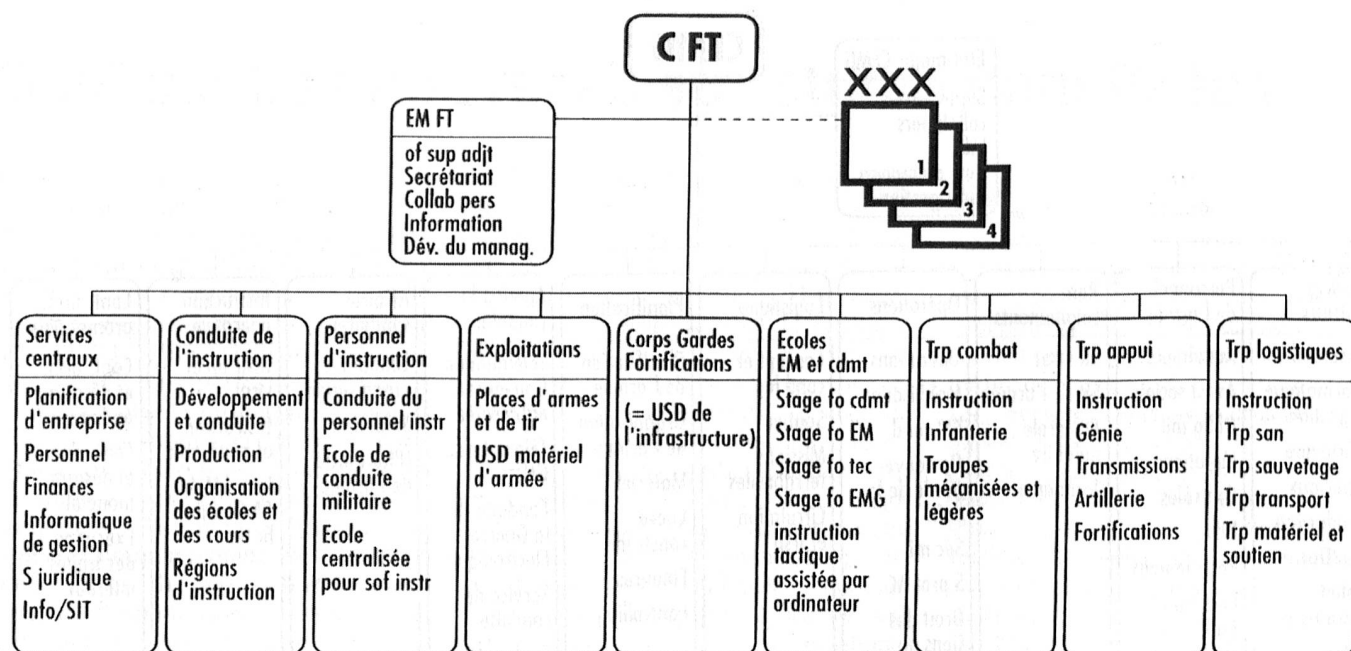 C FT
XXX
1
2
3
4
EM FT
of sup adjt
Secrétariat
Collab pers
Information
Dév. du manag.
Services
centraux
Planification
d'entreprise
Personnel
Finances
Informatique
de gestion
S juridique
Info/SIT
Conduite de
l'instruction
Développement
et conduite
Production
Organisation
des écoles et
des cours
Régions
d'instruction
Personnel
d'instruction
Conduite du
personnel instr
Ecole de
conduite
militaire
Ecole
centralisée
pour sof instr
Exploitations
Places d'armes
et de tir
USD matériel
d'armée
Corps Gardes
Fortifications
(= USD de
l'infrastructure)
Ecoles
EM et cdmt
Stage fo cdmt
Stage fo EM
Stage fo tec
Stage fo EMG
instruction
tactique
assistée par
ordinateur
Trp combat
Instruction
Infanterie
Troupes
mécanisées et
légères
Trp appui
Instruction
Génie
Transmissions
Artillerie
Fortifications
Trp logistiques
Instruction
Trp san
Trp sauvetage
Trp transport
Trp matériel et
soutien